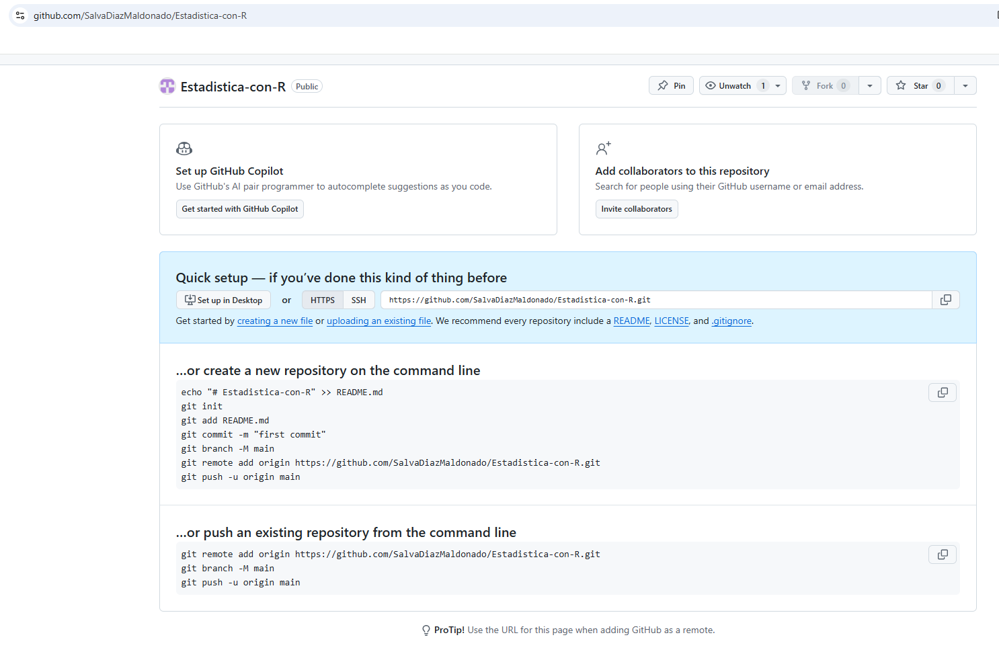 github.com/SalvaDiazMaldonado/Estadistica-con-R
Estadistica-con-R Public
Pin Unwatch 1 Fork 0 Star 0
Set up GitHub Copilot
Use GitHub's AI pair programmer to autocomplete suggestions as you code.
Get started with GitHub Copilot
Add collaborators to this repository
Search for people using their GitHub username or email address.
Invite collaborators
Quick setup — if you’ve done this kind of thing before
Set up in Desktop or HTTPS SSH https://github.com/SalvaDiazMaldonado/Estadistica-con-R.git
Get started by creating a new file or uploading an existing file. We recommend every repository include a README, LICENSE, and .gitignore.
…or create a new repository on the command line
echo "# Estadistica-con-R" >> README.md
git init
git add README.md
git commit -m "first commit"
git branch -M main
git remote add origin https://github.com/SalvaDiazMaldonado/Estadistica-con-R.git
git push -u origin main
…or push an existing repository from the command line
git remote add origin https://github.com/SalvaDiazMaldonado/Estadistica-con-R.git
git branch -M main
git push -u origin main
ProTip! Use the URL for this page when adding GitHub as a remote.